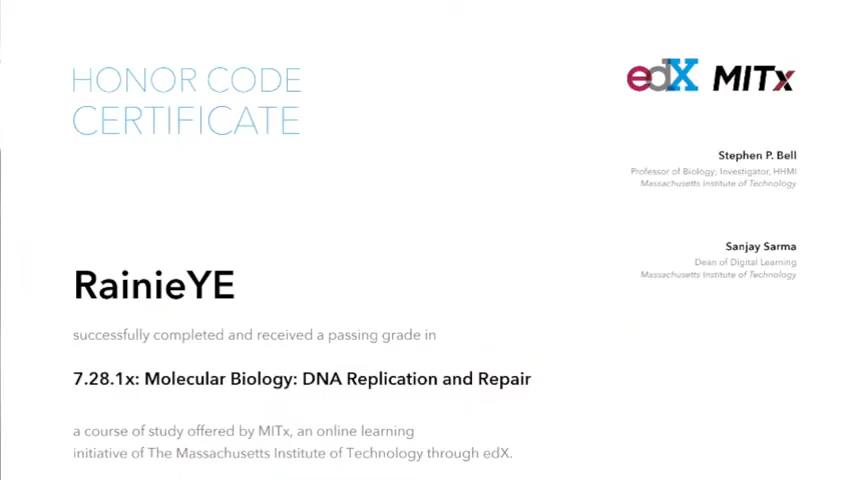 HONOR CODE
CERTIFICATE
edX MITx
Stephen P. Bell
Professor of Biology; Investigator, HHMI
Massachusetts Institute of Technology
Sanjay Sarma
Dean of Digital Learning
Massachusetts Institute of Technology
RainieYE
successfully completed and received a passing grade in
7.28.1x: Molecular Biology: DNA Replication and Repair
a course of study offered by MITx, an online learning
initiative of The Massachusetts Institute of Technology through edX.